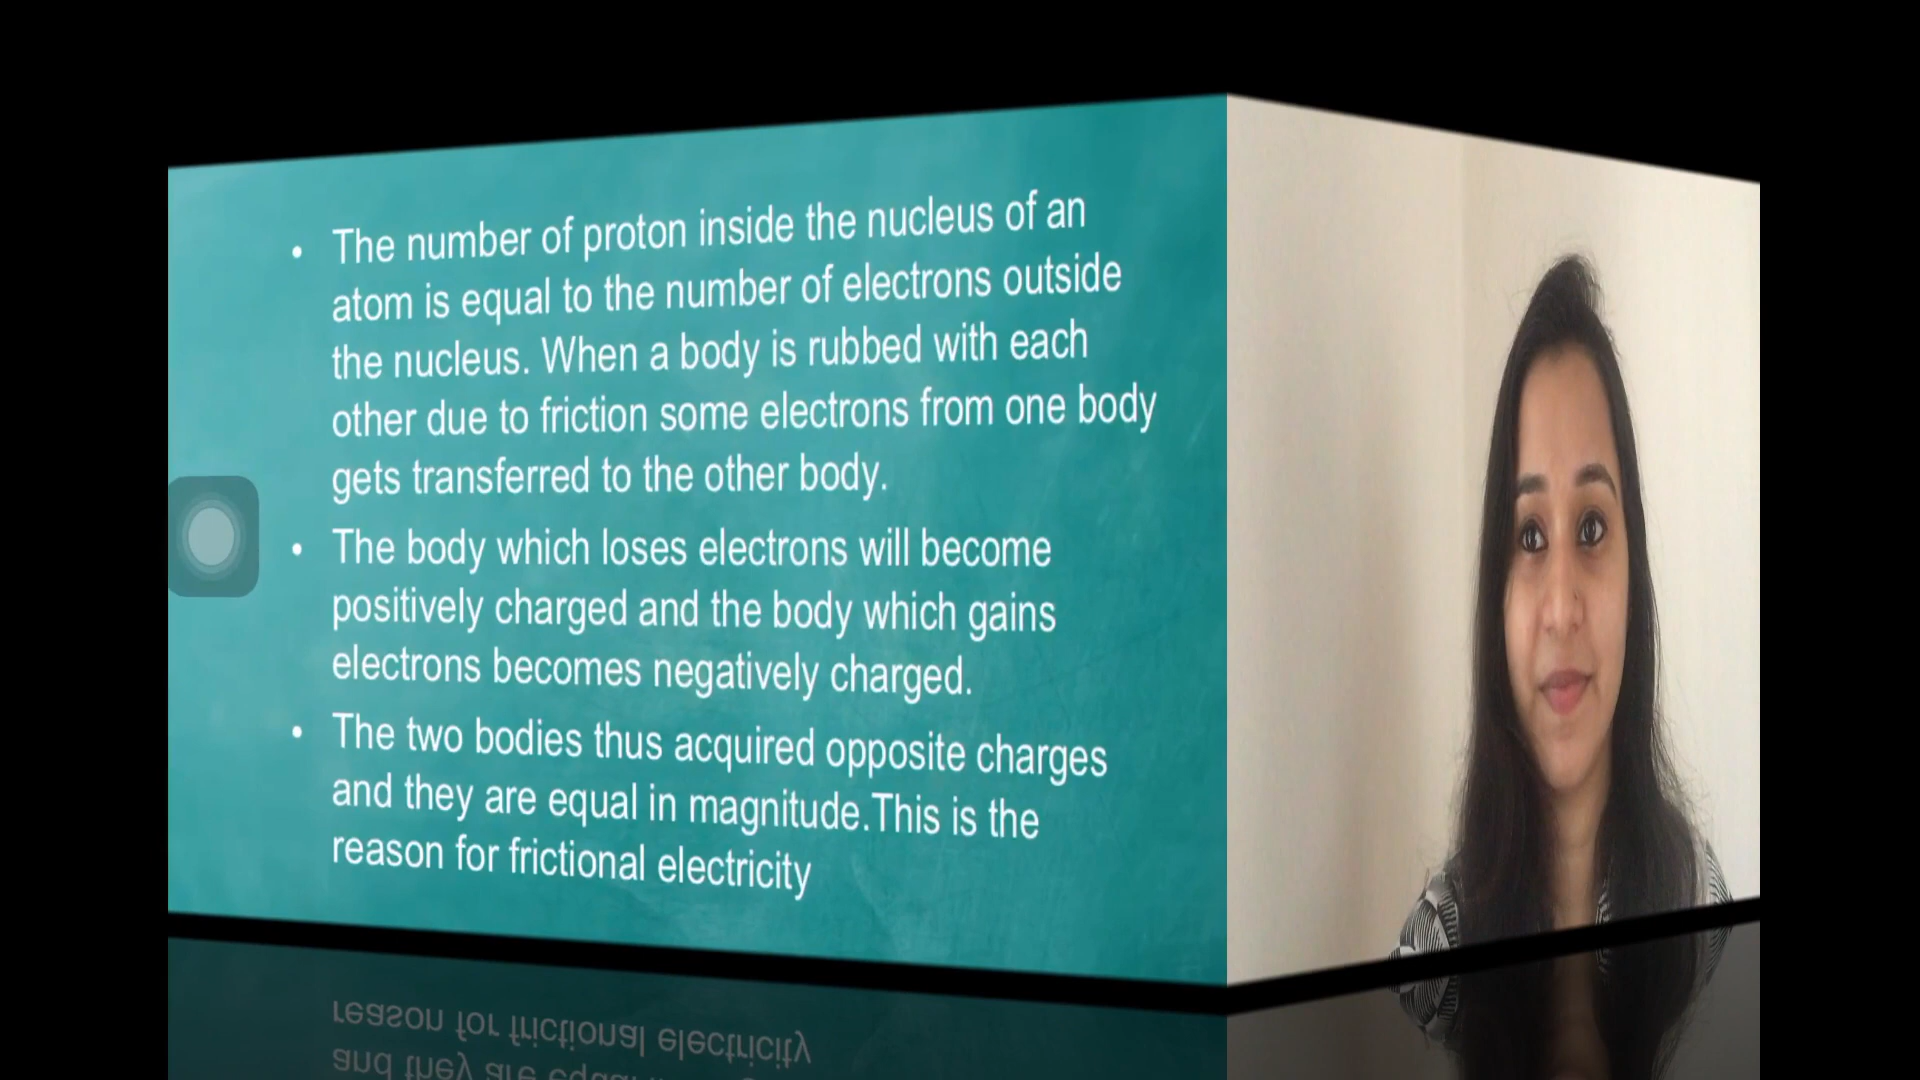 • The number of proton inside the nucleus of an
atom is equal to the number of electrons outside
the nucleus. When a body is rubbed with each
other due to friction some electrons from one body
gets transferred to the other body.
• The body which loses electrons will become
positively charged and the body which gains
electrons becomes negatively charged.
• The two bodies thus acquired opposite charges
and they are equal in magnitude.This is the
reason for frictional electricity